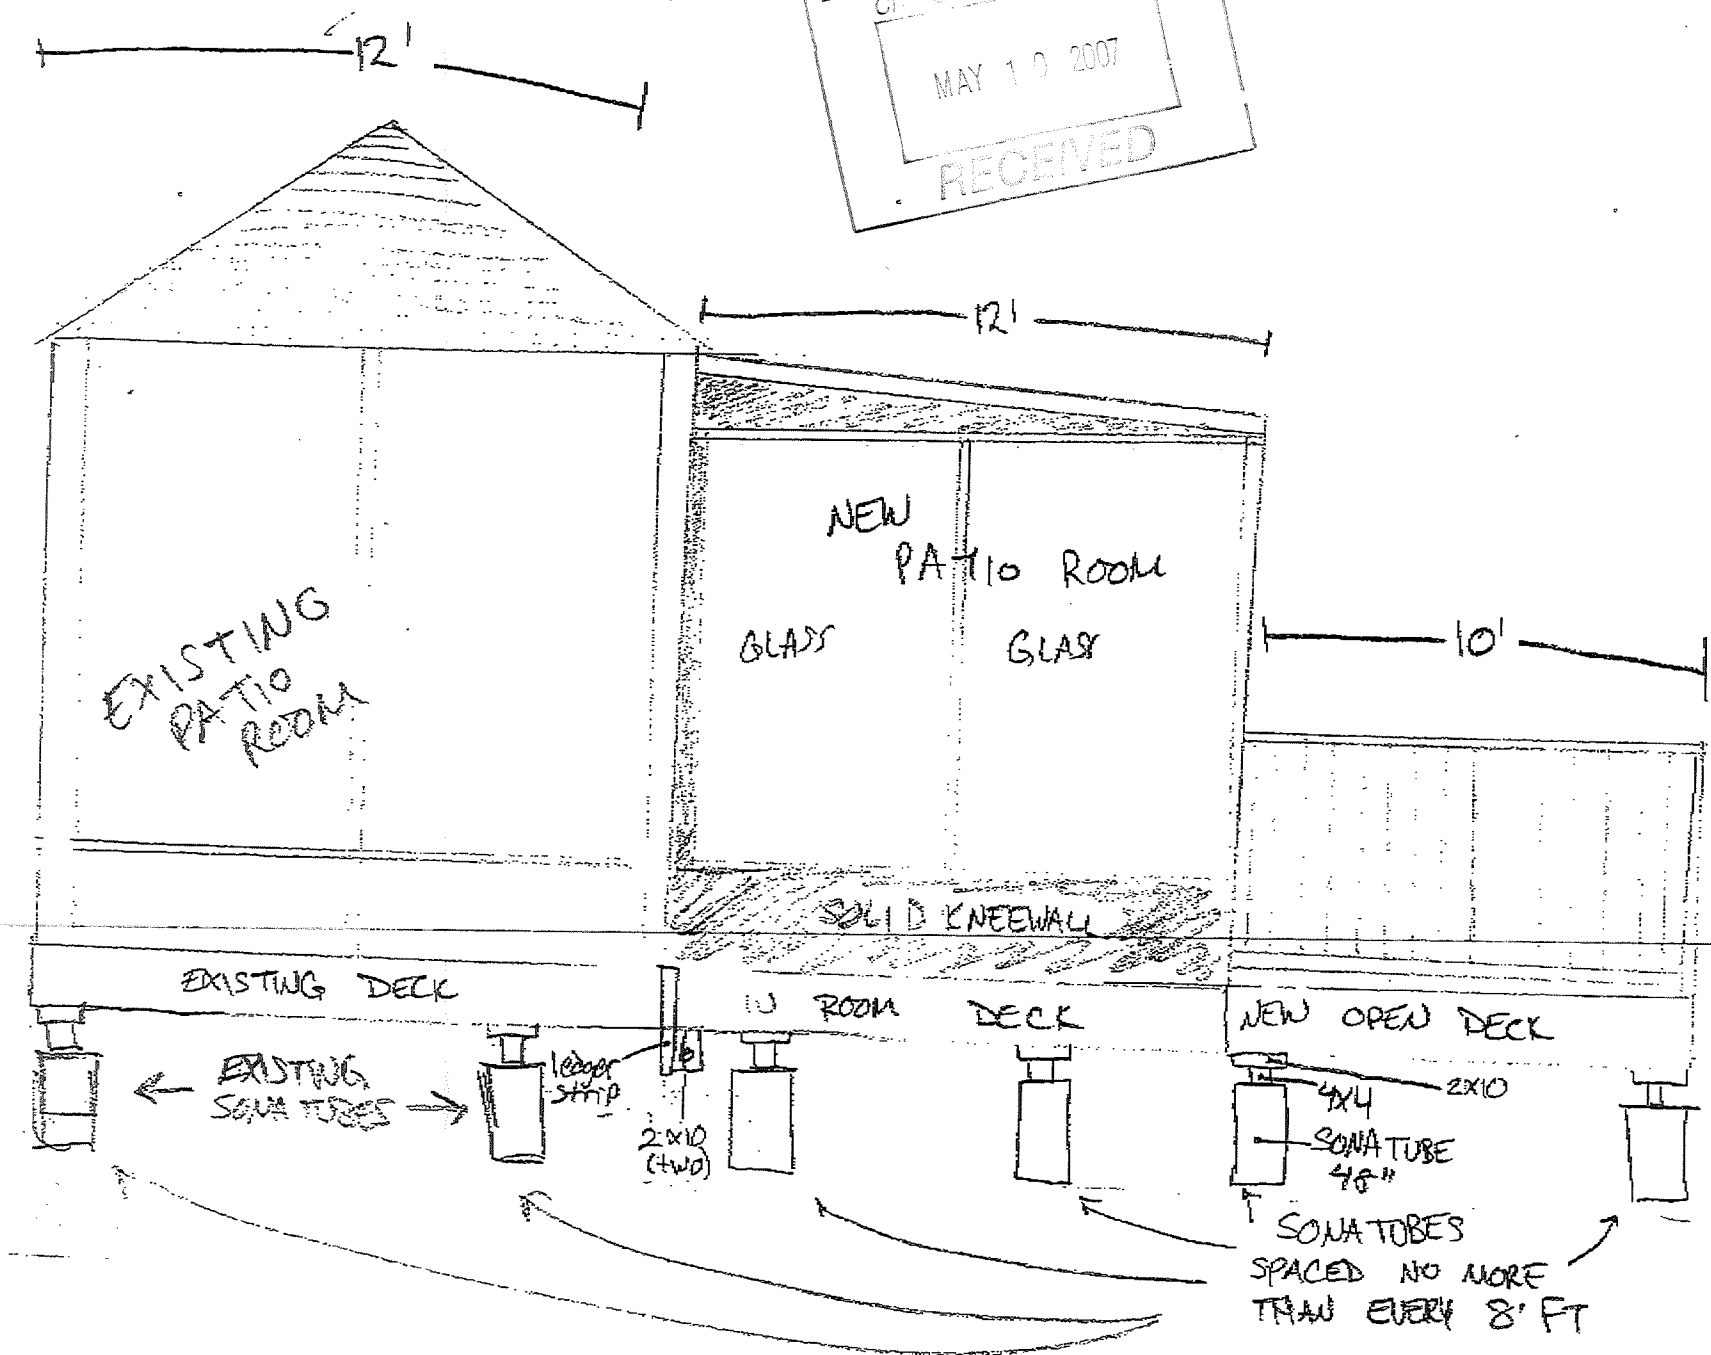 12'
MAY 10 2007
RECEIVED
12'
NEW
PATIO ROOM
GLASS
GLASS
10'
EXISTING
PATIO
ROOM
SOLID KNEEWALL
EXISTING DECK
ROOM DECK
NEW OPEN DECK
EXISTING
SONA TUBES
ledger
strip
2x10
(two)
2x10
4x4
SONATUBE
48"
SONATUBES
SPACED NO MORE
THAN EVERY 8' FT